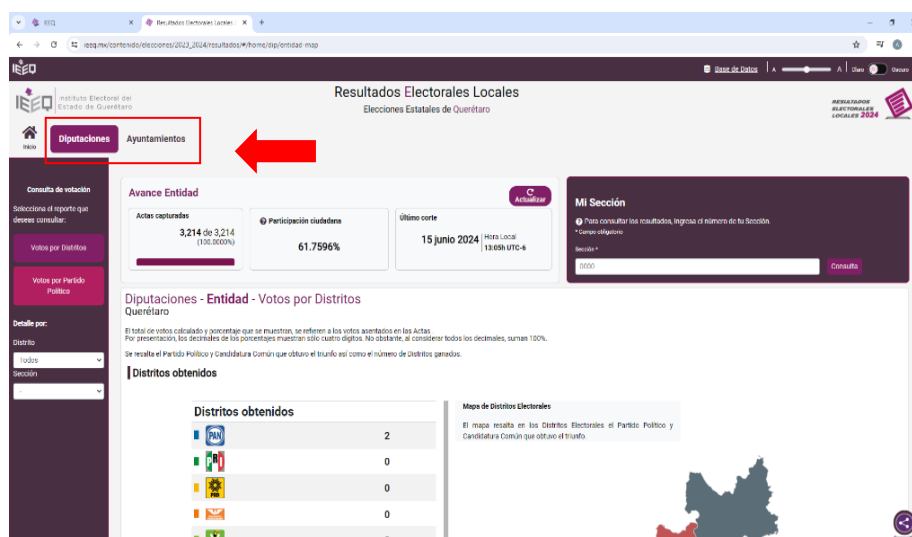 IEEQ
Resultados Electorales Locales
ieeq.mx/contenido/elecciones/2023_2024/resultados/#/home/dip/entidad-map
IEEQ
Base de Datos
A
A
Claro
Oscuro
IEEQ
Instituto Electoral del
Estado de Querétaro
Resultados Electorales Locales
Elecciones Estatales de Querétaro
RESULTADOS
ELECTORALES
LOCALES 2024
Inicio
Diputaciones
Ayuntamientos
Consulta de votación
Selecciona el reporte que
desees consultar:
Votos por Distritos
Votos por Partido
Político
Detalle por:
Distrito
Todos
Sección
-
Avance Entidad
Actualizar
Actas capturadas
3,214 de 3,214
(100.0000%)
Participación ciudadana
61.7596%
Último corte
15 junio 2024
Hora Local
13:05h UTC-6
Mi Sección
Para consultar los resultados, ingresa el número de tu Sección.
* Campo obligatorio
Sección *
0000
Consulta
Diputaciones - Entidad - Votos por Distritos
Querétaro
El total de votos calculado y porcentaje que se muestran, se refieren a los votos asentados en las Actas
Por presentación, los decimales de los porcentajes muestran sólo cuatro dígitos. No obstante, al considerar todos los decimales, suman 100%.
Se resalta el Partido Político y Candidatura Común que obtuvo el triunfo así como el número de Distritos ganados.
Distritos obtenidos
Distritos obtenidos
PAN
2
PRI
0
PRD
0
0
Mapa de Distritos Electorales
El mapa resalta en los Distritos Electorales el Partido Político y
Candidatura Común que obtuvo el triunfo.